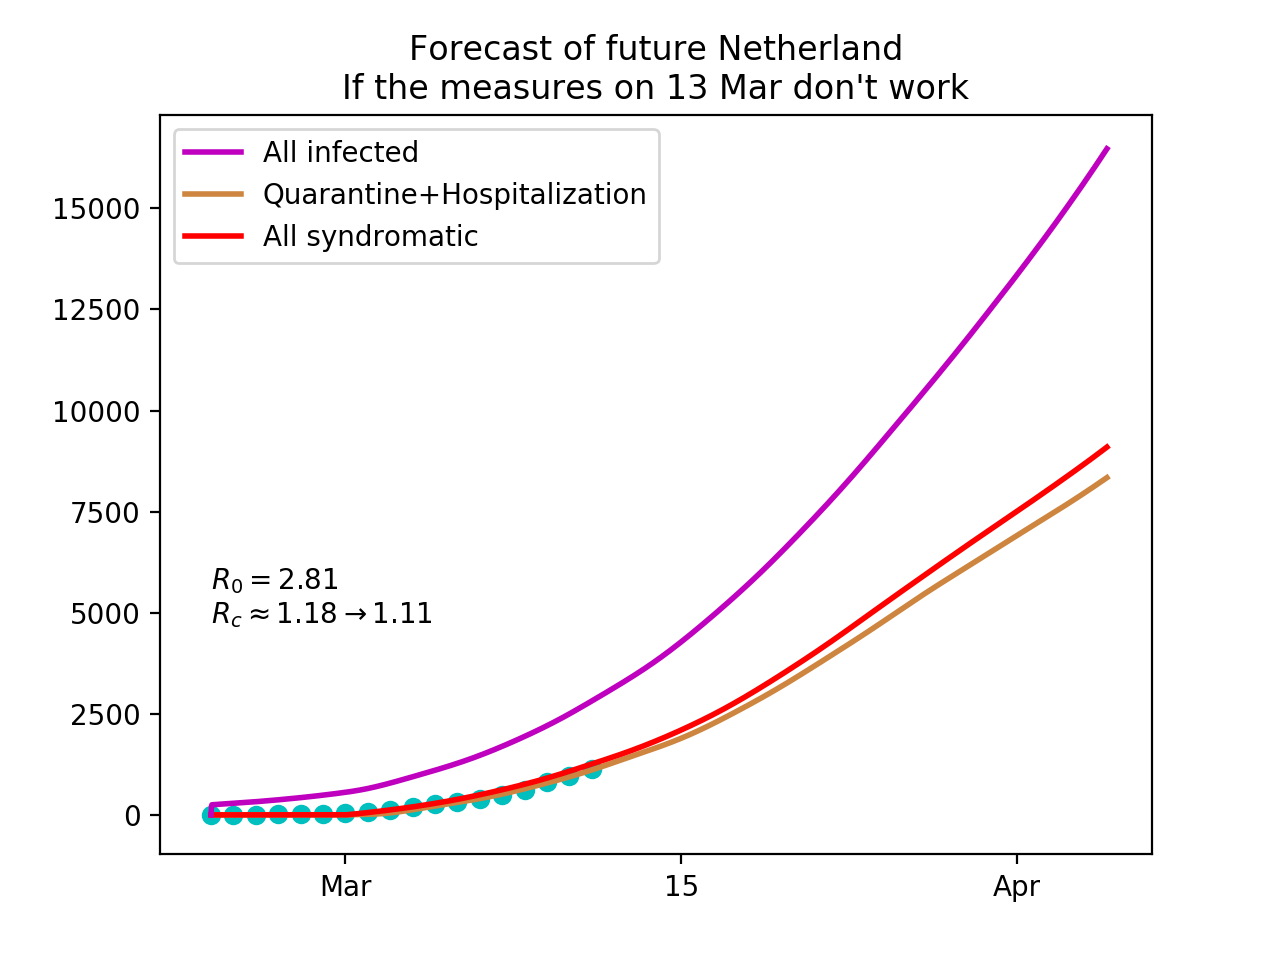 Forecast of future Netherland
If the measures on 13 Mar don't work
All infected
Quarantine+Hospitalization
All syndromatic
15000
12500
10000
7500
5000
2500
0
R₀ = 2.81
R_c ≈ 1.18 → 1.11
Mar 15 Apr